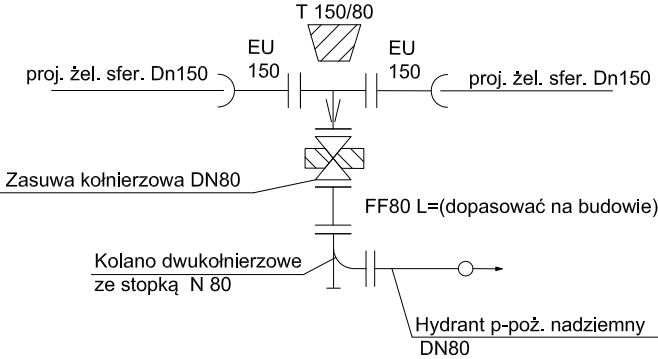 T 150/80
EU
150
EU
150
proj. żel. sfer. Dn150
proj. żel. sfer. Dn150
Zasuwa kołnierzowa DN80
FF80 L=(dopasować na budowie)
Kolano dwukołnierzowe
ze stopką N 80
Hydrant p-poż. nadziemny
DN80